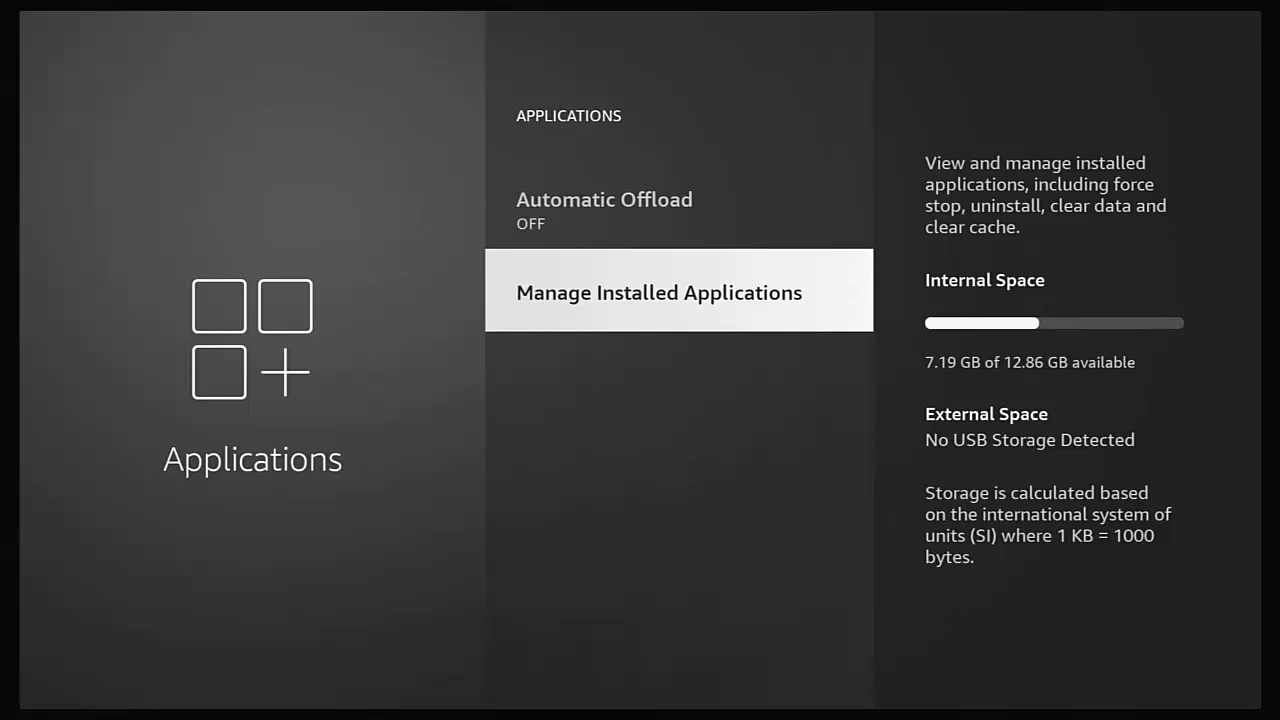 APPLICATIONS
Automatic Offload
OFF
Manage Installed Applications
Applications
View and manage installed
applications, including force
stop, uninstall, clear data and
clear cache.
Internal Space
7.19 GB of 12.86 GB available
External Space
No USB Storage Detected
Storage is calculated based
on the international system of
units (SI) where 1 KB = 1000
bytes.